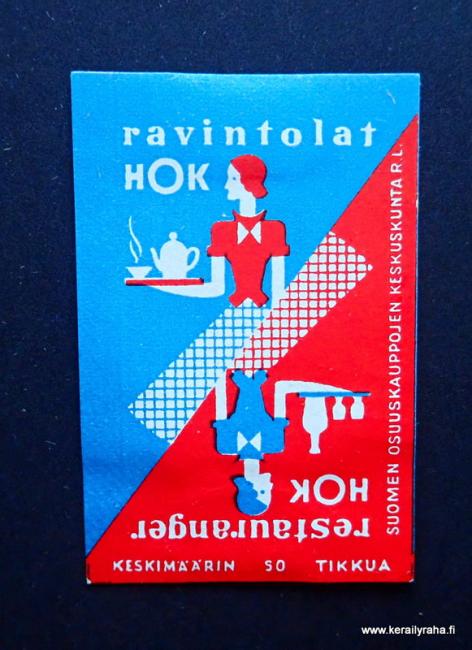 ravintolat
HOK
SUOMEN OSUUSKAUPPOJEN KESKUSKUNTA R.L.
HOK
restauranger
KESKIMÄÄRIN 50 TIKKUA
www.kerailyraha.fi